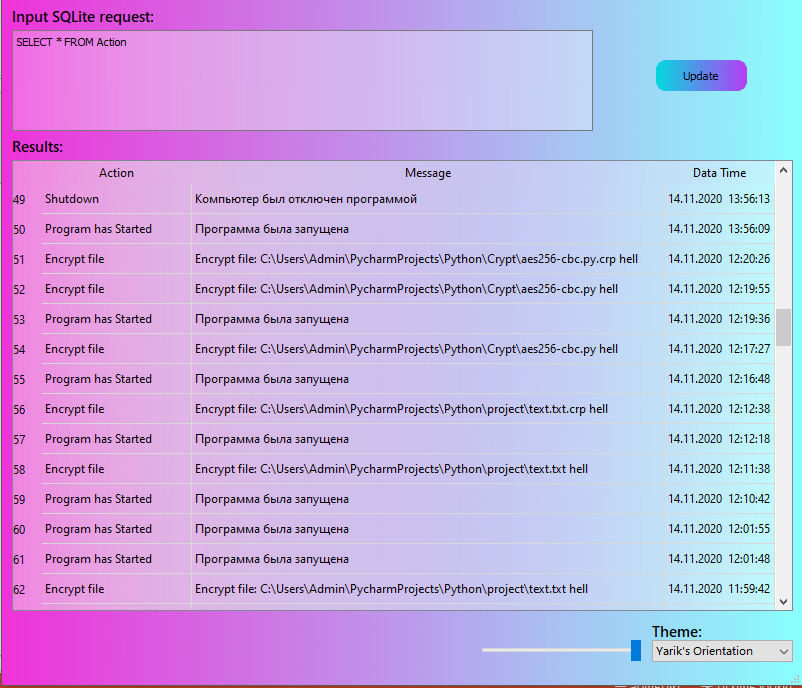 Input SQLite request:
SELECT * FROM Action
Update
Results:
Action Message Data Time
49 Shutdown Компьютер был отключен программой 14.11.2020 13:56:13
50 Program has Started Программа была запущена 14.11.2020 13:56:09
51 Encrypt file Encrypt file: C:\Users\Admin\PycharmProjects\Python\Crypt\aes256-cbc.py.crp hell 14.11.2020 12:20:26
52 Encrypt file Encrypt file: C:\Users\Admin\PycharmProjects\Python\Crypt\aes256-cbc.py hell 14.11.2020 12:19:55
53 Program has Started Программа была запущена 14.11.2020 12:19:36
54 Encrypt file Encrypt file: C:\Users\Admin\PycharmProjects\Python\Crypt\aes256-cbc.py hell 14.11.2020 12:17:27
55 Program has Started Программа была запущена 14.11.2020 12:16:48
56 Encrypt file Encrypt file: C:\Users\Admin\PycharmProjects\Python\project\text.txt.crp hell 14.11.2020 12:12:38
57 Program has Started Программа была запущена 14.11.2020 12:12:18
58 Encrypt file Encrypt file: C:\Users\Admin\PycharmProjects\Python\project\text.txt hell 14.11.2020 12:11:38
59 Program has Started Программа была запущена 14.11.2020 12:10:42
60 Program has Started Программа была запущена 14.11.2020 12:01:55
61 Program has Started Программа была запущена 14.11.2020 12:01:48
62 Encrypt file Encrypt file: C:\Users\Admin\PycharmProjects\Python\project\text.txt hell 14.11.2020 11:59:42
Theme:
Yarik's Orientation